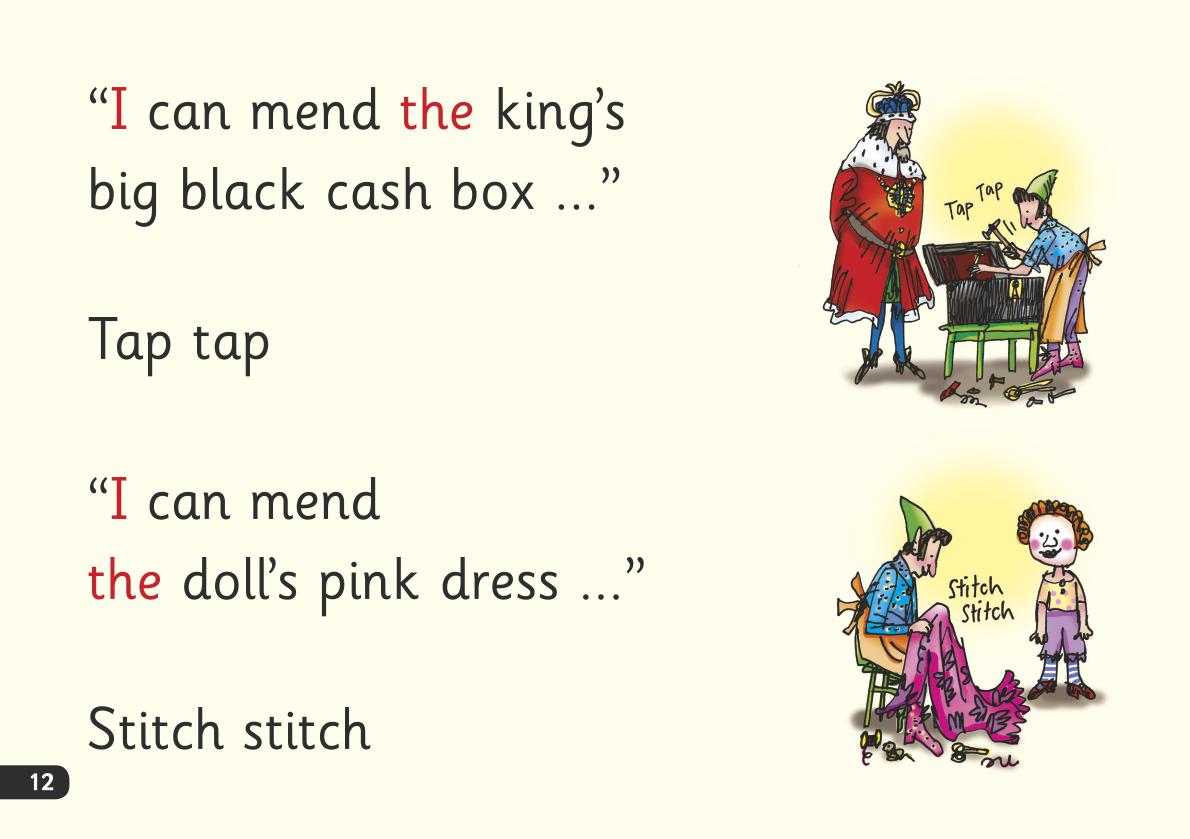 “I can mend the king’s
big black cash box ...”
Tap Tap
Tap tap
“I can mend
the doll’s pink dress ...”
Stitch
Stitch
Stitch stitch
12